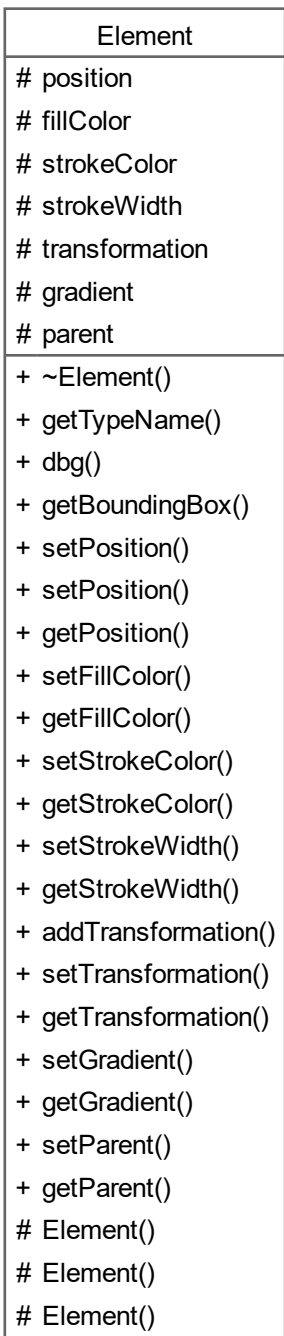 Element
# position
# fillColor
# strokeColor
# strokeWidth
# transformation
# gradient
# parent
+ ~Element()
+ getTypeName()
+ dbg()
+ getBoundingBox()
+ setPosition()
+ setPosition()
+ getPosition()
+ setFillColor()
+ getFillColor()
+ setStrokeColor()
+ getStrokeColor()
+ setStrokeWidth()
+ getStrokeWidth()
+ addTransformation()
+ setTransformation()
+ getTransformation()
+ setGradient()
+ getGradient()
+ setParent()
+ getParent()
# Element()
# Element()
# Element()